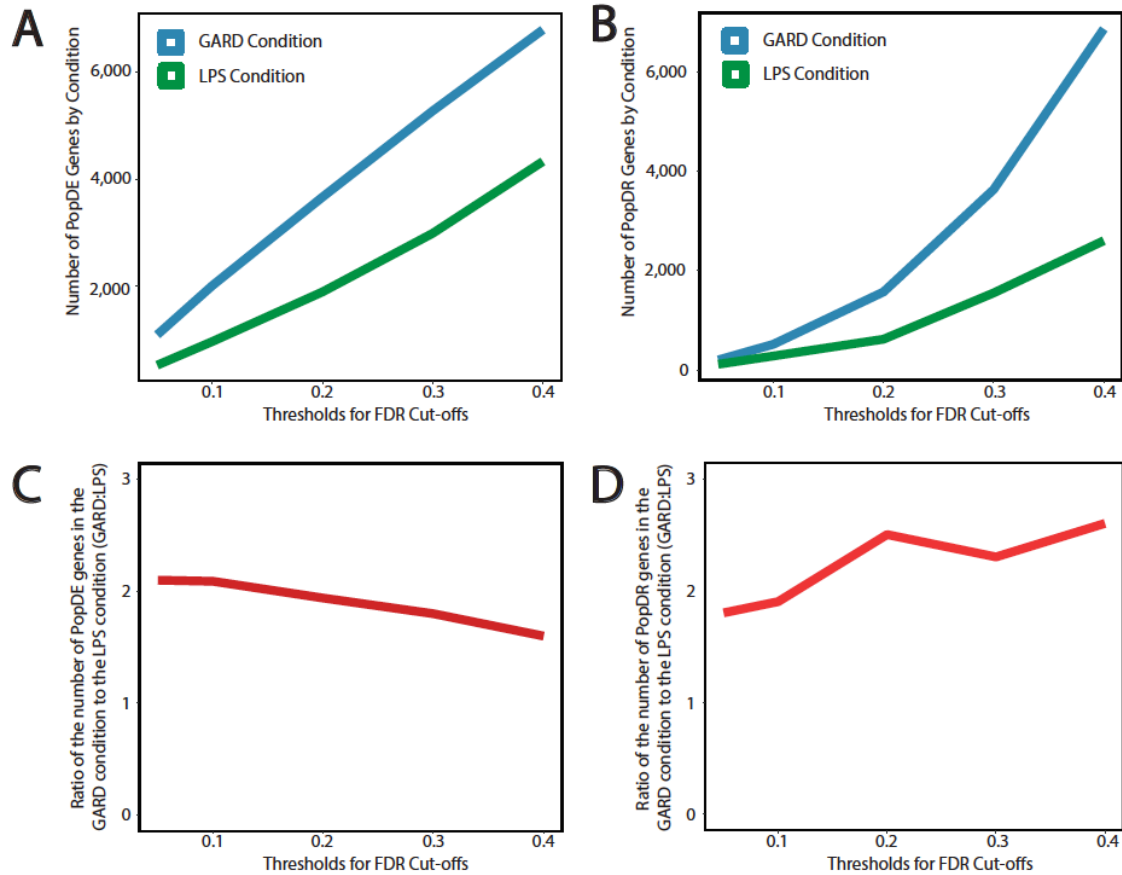 A
GARD Condition
LPS Condition
Number of PopDE Genes by Condition
6,000
4,000
2,000
0.1 0.2 0.3 0.4
Thresholds for FDR Cut-offs
B
GARD Condition
LPS Condition
Number of PopDR Genes by Condition
6,000
4,000
2,000
0
0.1 0.2 0.3 0.4
Thresholds for FDR Cut-offs
C
Ratio of the number of PopDE genes in the
GARD condition to the LPS condition (GARD:LPS)
3
2
1
0
0.1 0.2 0.3 0.4
Thresholds for FDR Cut-offs
D
Ratio of the number of PopDR genes in the
GARD condition to the LPS condition (GARD:LPS)
3
2
1
0
0.1 0.2 0.3 0.4
Thresholds for FDR Cut-offs